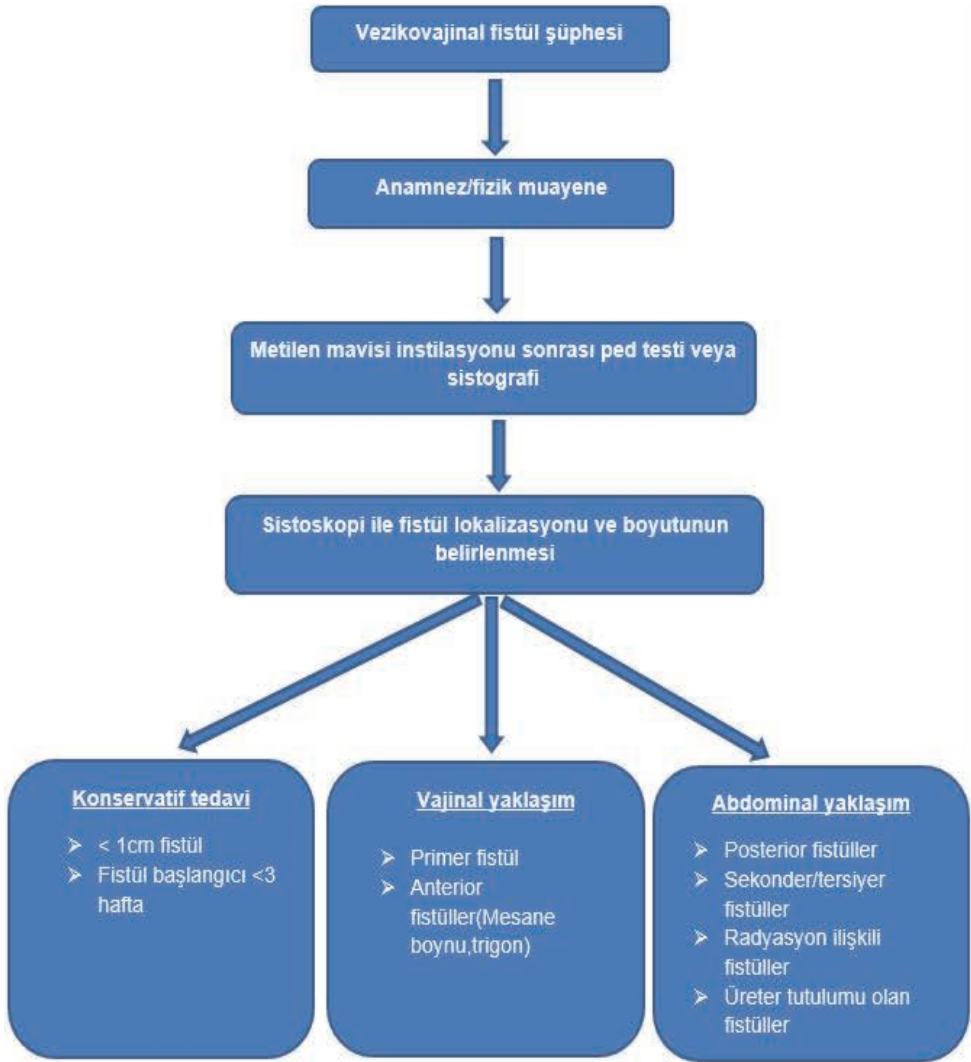 Vezikovajinal fistül şüphesi
Anamnez/fizik muayene
Metilen mavisi instilasyonu sonrası ped testi veya
sistografi
Sistoskopi ile fistül lokalizasyonu ve boyutunun
belirlenmesi
Konservatif tedavi
➢ < 1cm fistül
➢ Fistül başlangıcı <3
hafta
Vajinal yaklaşım
➢ Primer fistül
➢ Anterior
fistüller(Mesane
boynu,trigon)
Abdominal yaklaşım
➢ Posterior fistüller
➢ Sekonder/tersiyer
fistüller
➢ Radyasyon ilişkili
fistüller
➢ Üreter tutulumu olan
fistüller